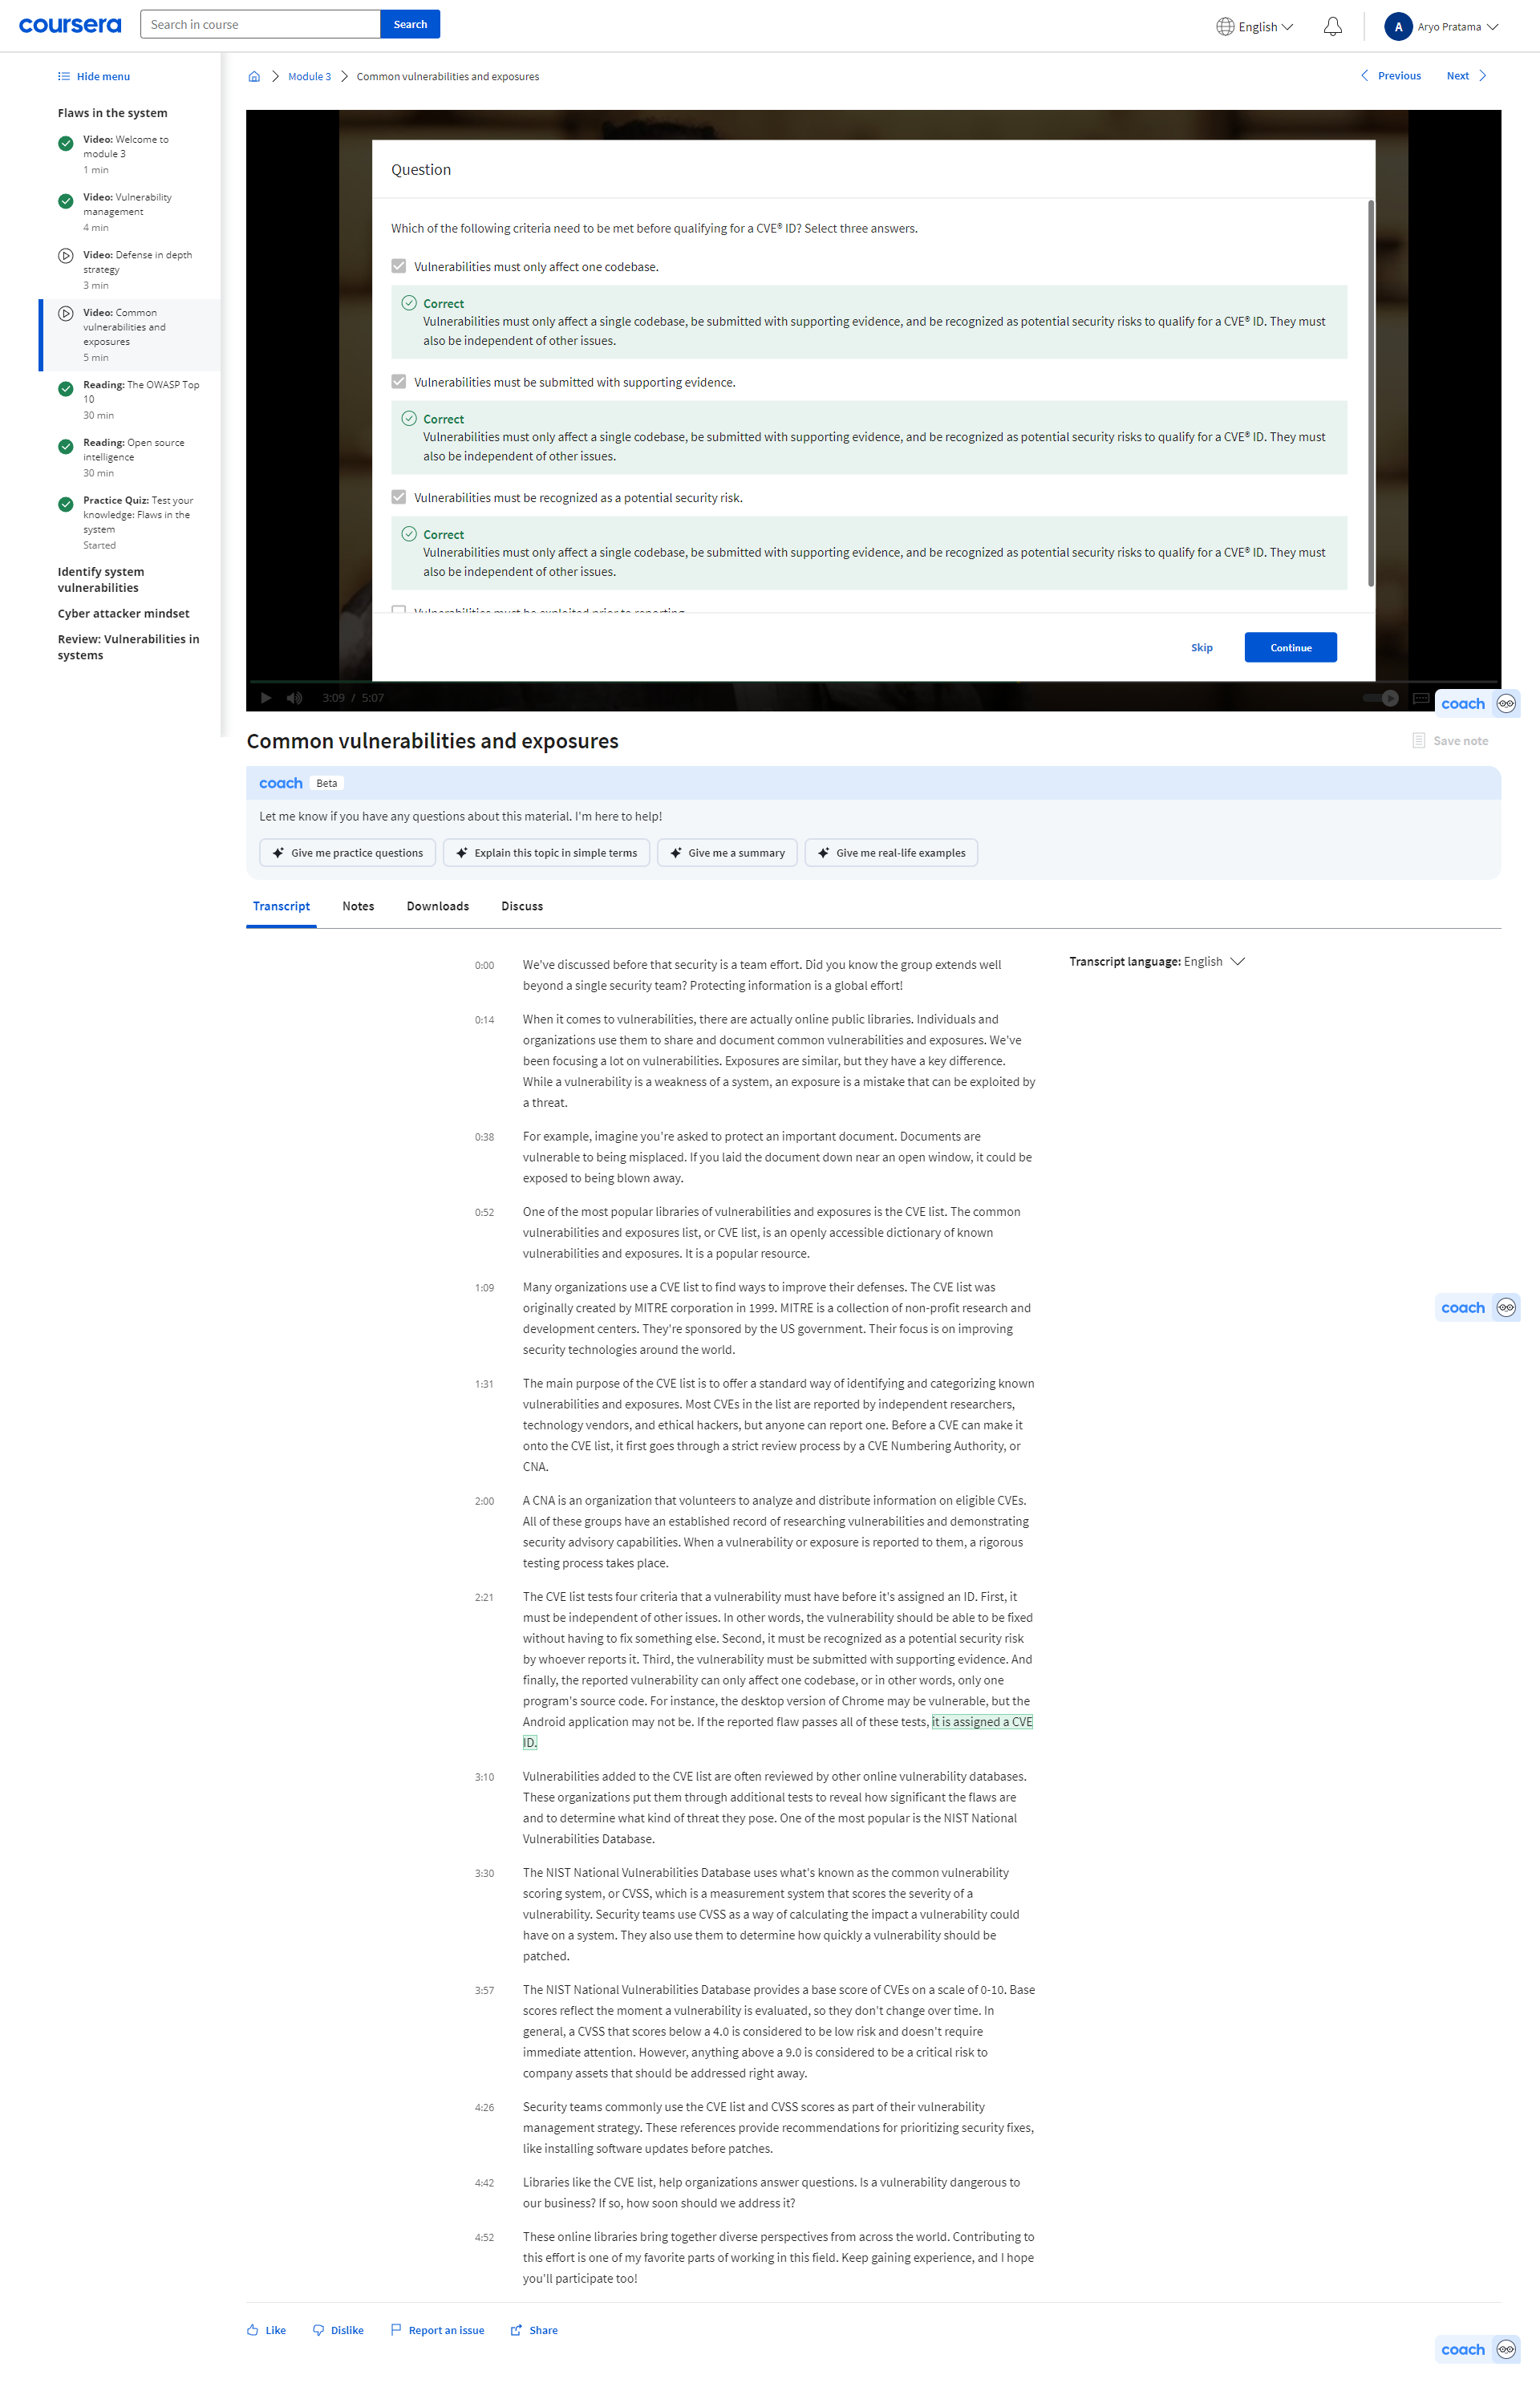 coursera
Search in course
Search
English
A
Aryo Pratama
Hide menu
Module 3
Common vulnerabilities and exposures
Previous
Next
Flaws in the system
Video: Welcome to
module 3
1 min
Video: Vulnerability
management
4 min
Video: Defense in depth
strategy
3 min
Video: Common
vulnerabilities and
exposures
5 min
Reading: The OWASP Top
10
30 min
Reading: Open source
intelligence
30 min
Practice Quiz: Test your
knowledge: Flaws in the
system
Started
Identify system
vulnerabilities
Cyber attacker mindset
Review: Vulnerabilities in
systems
Question
Which of the following criteria need to be met before qualifying for a CVE® ID? Select three answers.
Vulnerabilities must only affect one codebase.
Correct
Vulnerabilities must only affect a single codebase, be submitted with supporting evidence, and be recognized as potential security risks to qualify for a CVE® ID. They must
also be independent of other issues.
Vulnerabilities must be submitted with supporting evidence.
Correct
Vulnerabilities must only affect a single codebase, be submitted with supporting evidence, and be recognized as potential security risks to qualify for a CVE® ID. They must
also be independent of other issues.
Vulnerabilities must be recognized as a potential security risk.
Correct
Vulnerabilities must only affect a single codebase, be submitted with supporting evidence, and be recognized as potential security risks to qualify for a CVE® ID. They must
also be independent of other issues.
Vulnerabilities must be exploited prior to reporting.
Skip
Continue
3:09 / 5:07
coach
Common vulnerabilities and exposures
Save note
coach Beta
Let me know if you have any questions about this material. I'm here to help!
Give me practice questions
Explain this topic in simple terms
Give me a summary
Give me real-life examples
Transcript
Notes
Downloads
Discuss
Transcript language: English
0:00
We've discussed before that security is a team effort. Did you know the group extends well
beyond a single security team? Protecting information is a global effort!
0:14
When it comes to vulnerabilities, there are actually online public libraries. Individuals and
organizations use them to share and document common vulnerabilities and exposures. We've
been focusing a lot on vulnerabilities. Exposures are similar, but they have a key difference.
While a vulnerability is a weakness of a system, an exposure is a mistake that can be exploited by
a threat.
0:38
For example, imagine you're asked to protect an important document. Documents are
vulnerable to being misplaced. If you laid the document down near an open window, it could be
exposed to being blown away.
0:52
One of the most popular libraries of vulnerabilities and exposures is the CVE list. The common
vulnerabilities and exposures list, or CVE list, is an openly accessible dictionary of known
vulnerabilities and exposures. It is a popular resource.
1:09
Many organizations use a CVE list to find ways to improve their defenses. The CVE list was
originally created by MITRE corporation in 1999. MITRE is a collection of non-profit research and
development centers. They're sponsored by the US government. Their focus is on improving
security technologies around the world.
coach
1:31
The main purpose of the CVE list is to offer a standard way of identifying and categorizing known
vulnerabilities and exposures. Most CVEs in the list are reported by independent researchers,
technology vendors, and ethical hackers, but anyone can report one. Before a CVE can make it
onto the CVE list, it first goes through a strict review process by a CVE Numbering Authority, or
CNA.
2:00
A CNA is an organization that volunteers to analyze and distribute information on eligible CVEs.
All of these groups have an established record of researching vulnerabilities and demonstrating
security advisory capabilities. When a vulnerability or exposure is reported to them, a rigorous
testing process takes place.
2:21
The CVE list tests four criteria that a vulnerability must have before it's assigned an ID. First, it
must be independent of other issues. In other words, the vulnerability should be able to be fixed
without having to fix something else. Second, it must be recognized as a potential security risk
by whoever reports it. Third, the vulnerability must be submitted with supporting evidence. And
finally, the reported vulnerability can only affect one codebase, or in other words, only one
program's source code. For instance, the desktop version of Chrome may be vulnerable, but the
Android application may not be. If the reported flaw passes all of these tests, it is assigned a CVE
ID.
3:10
Vulnerabilities added to the CVE list are often reviewed by other online vulnerability databases.
These organizations put them through additional tests to reveal how significant the flaws are
and to determine what kind of threat they pose. One of the most popular is the NIST National
Vulnerabilities Database.
3:30
The NIST National Vulnerabilities Database uses what's known as the common vulnerability
scoring system, or CVSS, which is a measurement system that scores the severity of a
vulnerability. Security teams use CVSS as a way of calculating the impact a vulnerability could
have on a system. They also use them to determine how quickly a vulnerability should be
patched.
3:57
The NIST National Vulnerabilities Database provides a base score of CVEs on a scale of 0-10. Base
scores reflect the moment a vulnerability is evaluated, so they don't change over time. In
general, a CVSS that scores below a 4.0 is considered to be low risk and doesn't require
immediate attention. However, anything above a 9.0 is considered to be a critical risk to
company assets that should be addressed right away.
4:26
Security teams commonly use the CVE list and CVSS scores as part of their vulnerability
management strategy. These references provide recommendations for prioritizing security fixes,
like installing software updates before patches.
4:42
Libraries like the CVE list, help organizations answer questions. Is a vulnerability dangerous to
our business? If so, how soon should we address it?
4:52
These online libraries bring together diverse perspectives from across the world. Contributing to
this effort is one of my favorite parts of working in this field. Keep gaining experience, and I hope
you'll participate too!
Like
Dislike
Report an issue
Share
coach